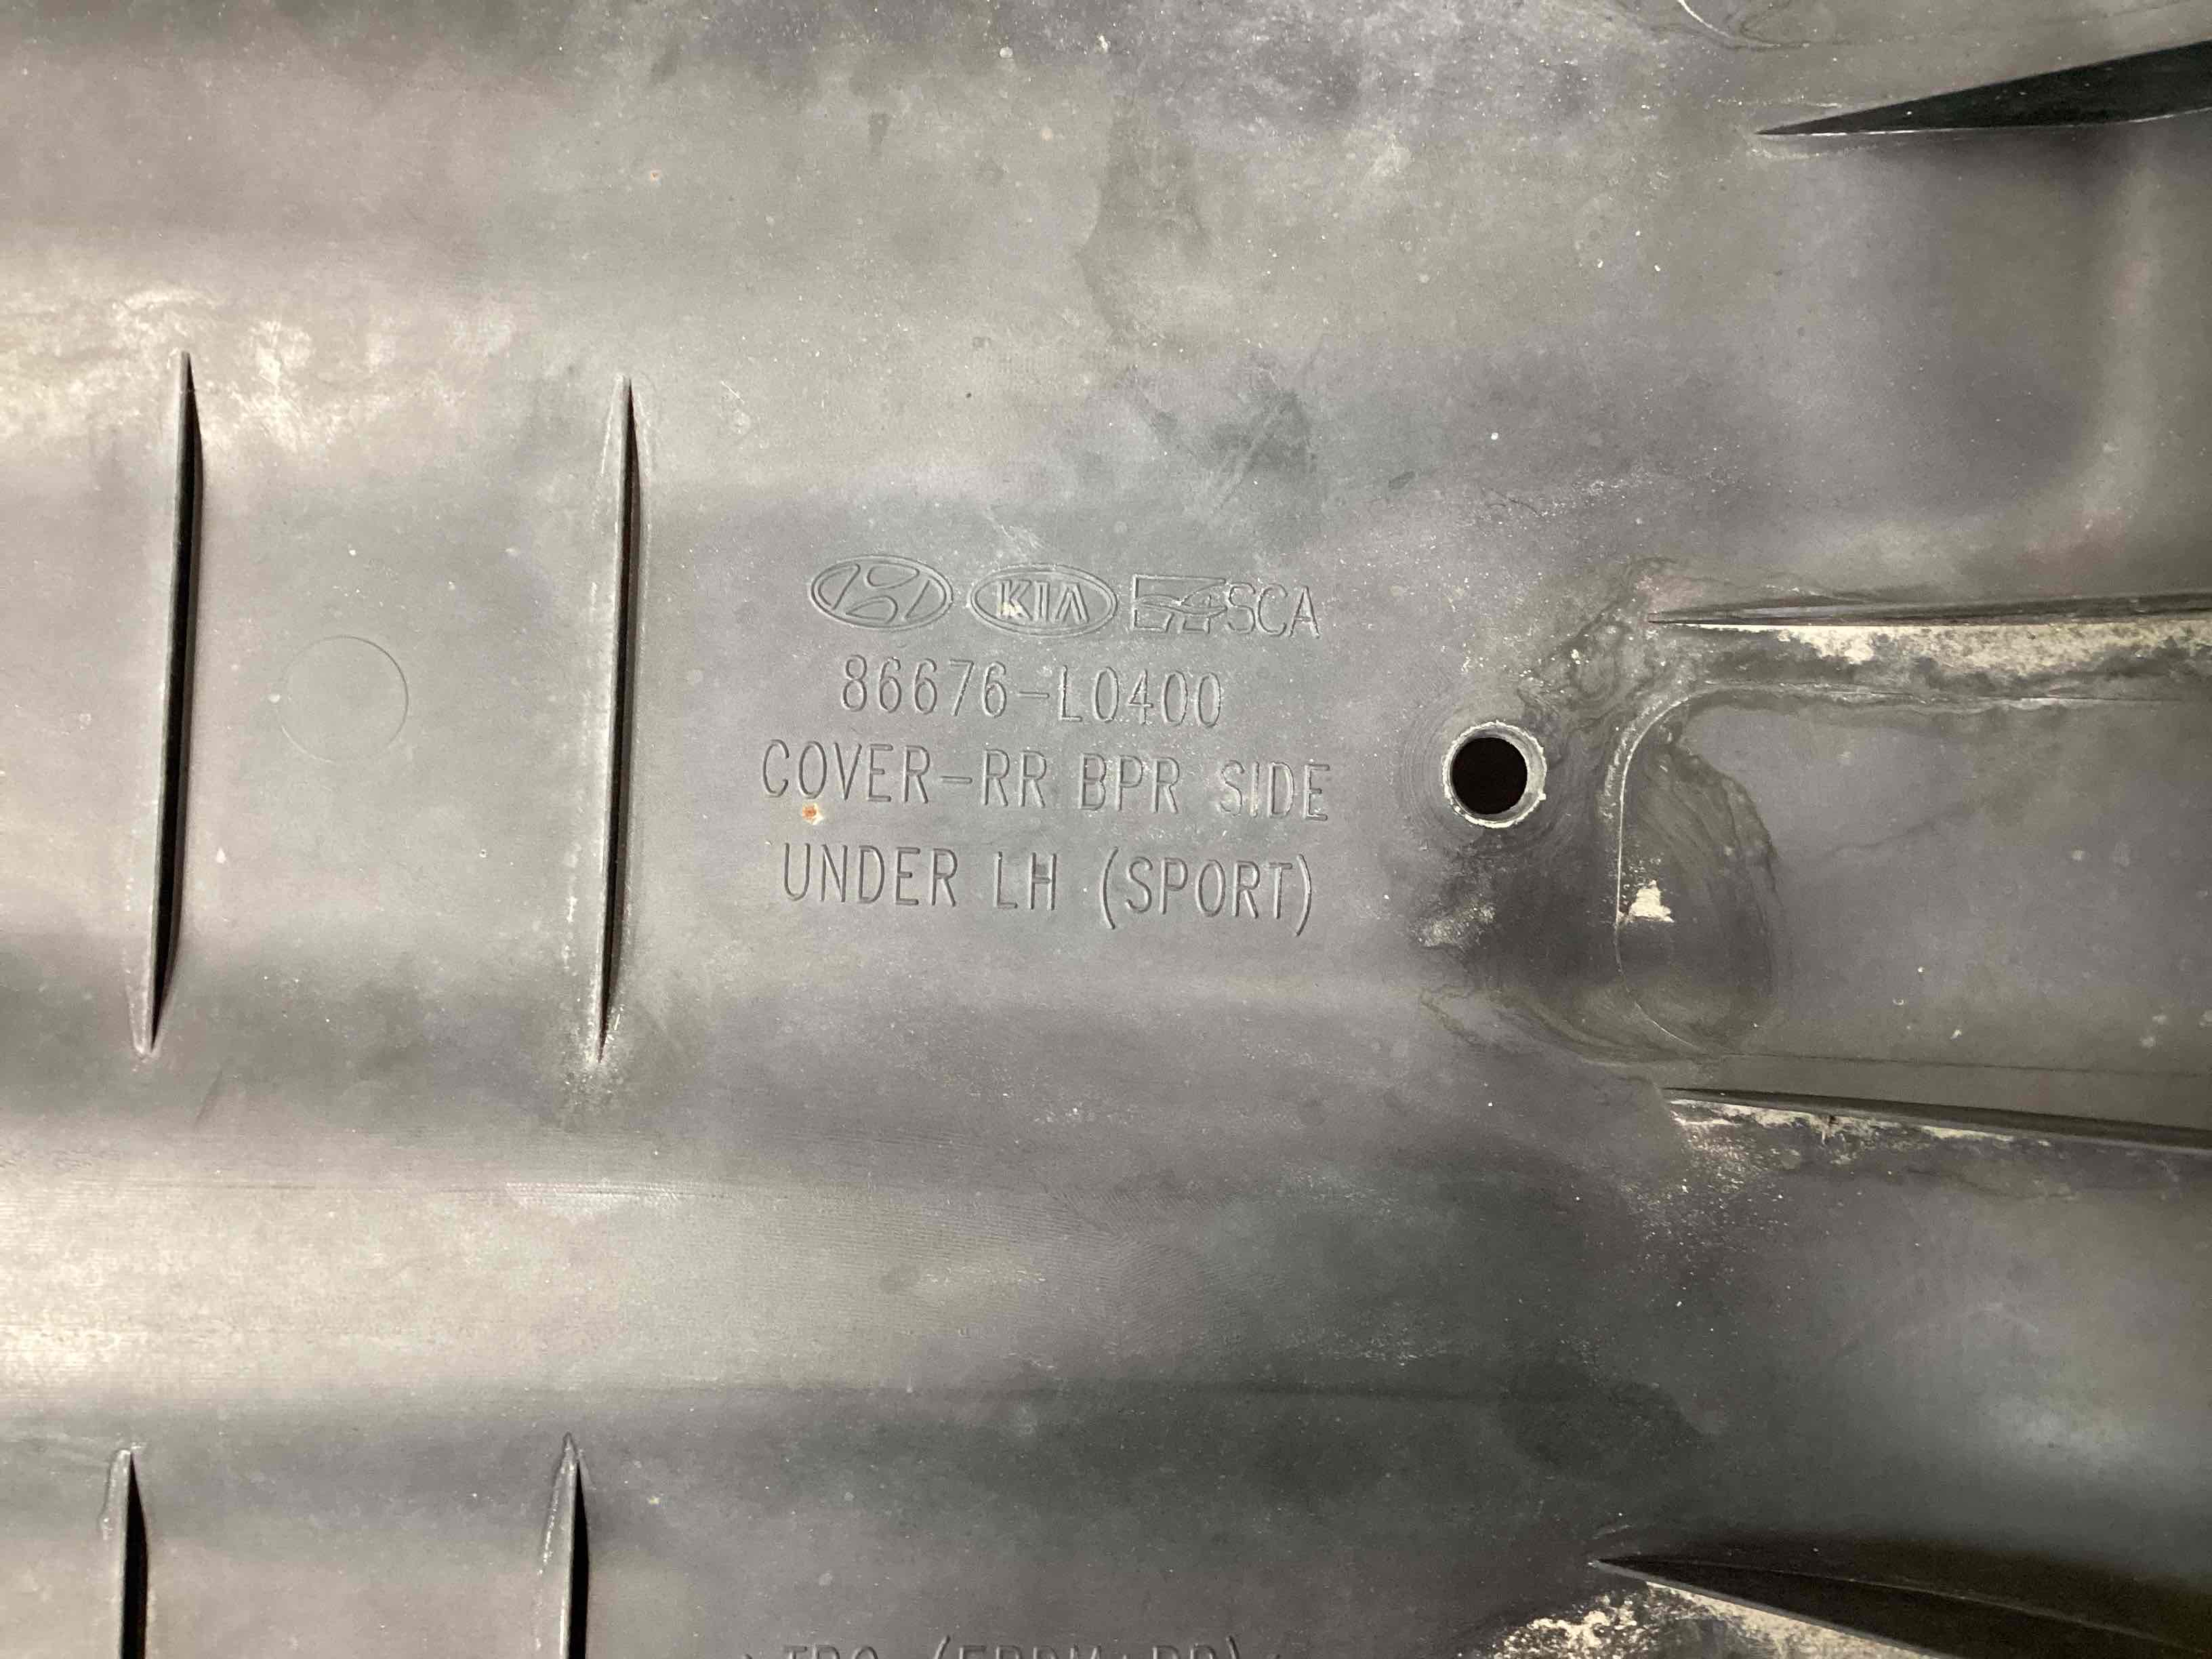 KIA SCA
86676-L0400
COVER-RR BPR SIDE
UNDER LH (SPORT)